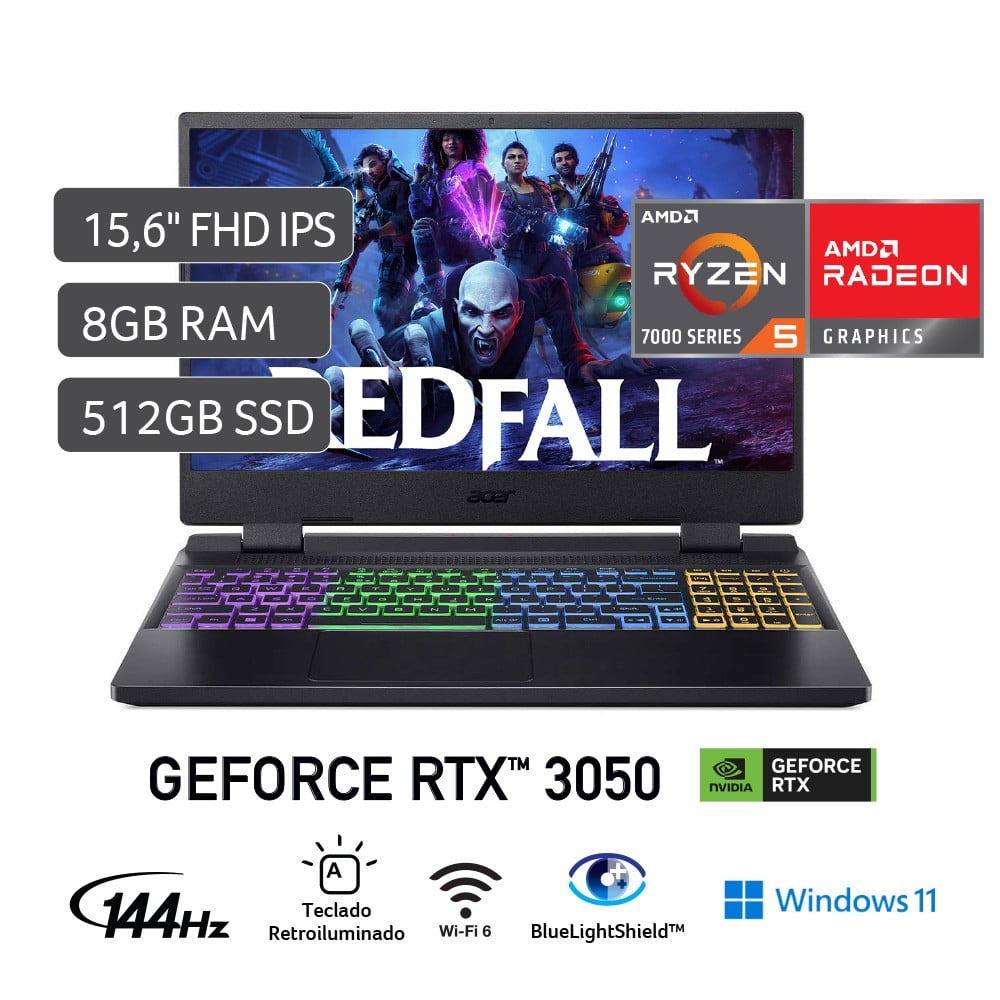 15,6" FHD IPS
8GB RAM
512GB SSD
REDFALL™
acer
AMD
RYZEN
7000 SERIES 5
AMD
RADEON
GRAPHICS
GEFORCE RTX™ 3050
NVIDIA
GEFORCE
RTX
144Hz
A
Teclado
Retroiluminado
Wi-Fi 6
BlueLightShield™
Windows 11